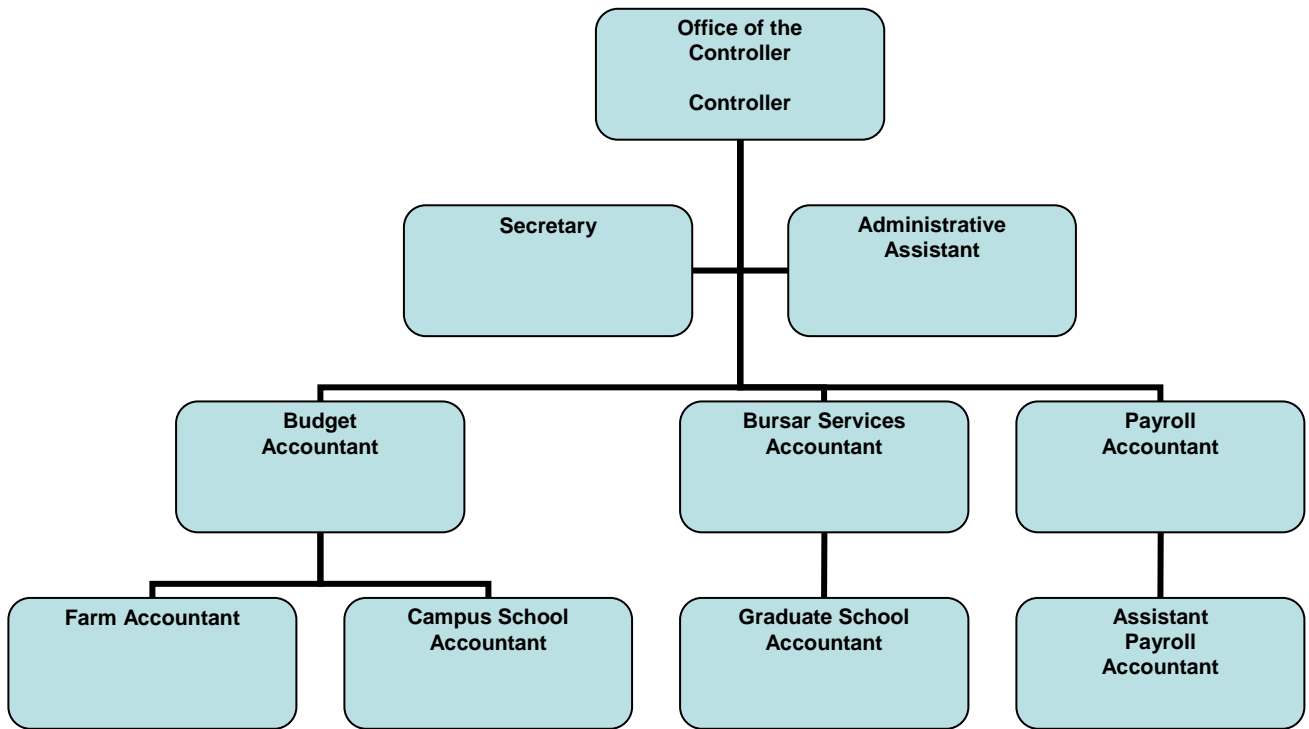 Office of the
Controller
Controller
Secretary
Administrative
Assistant
Budget
Accountant
Bursar Services
Accountant
Payroll
Accountant
Farm Accountant
Campus School
Accountant
Graduate School
Accountant
Assistant
Payroll
Accountant